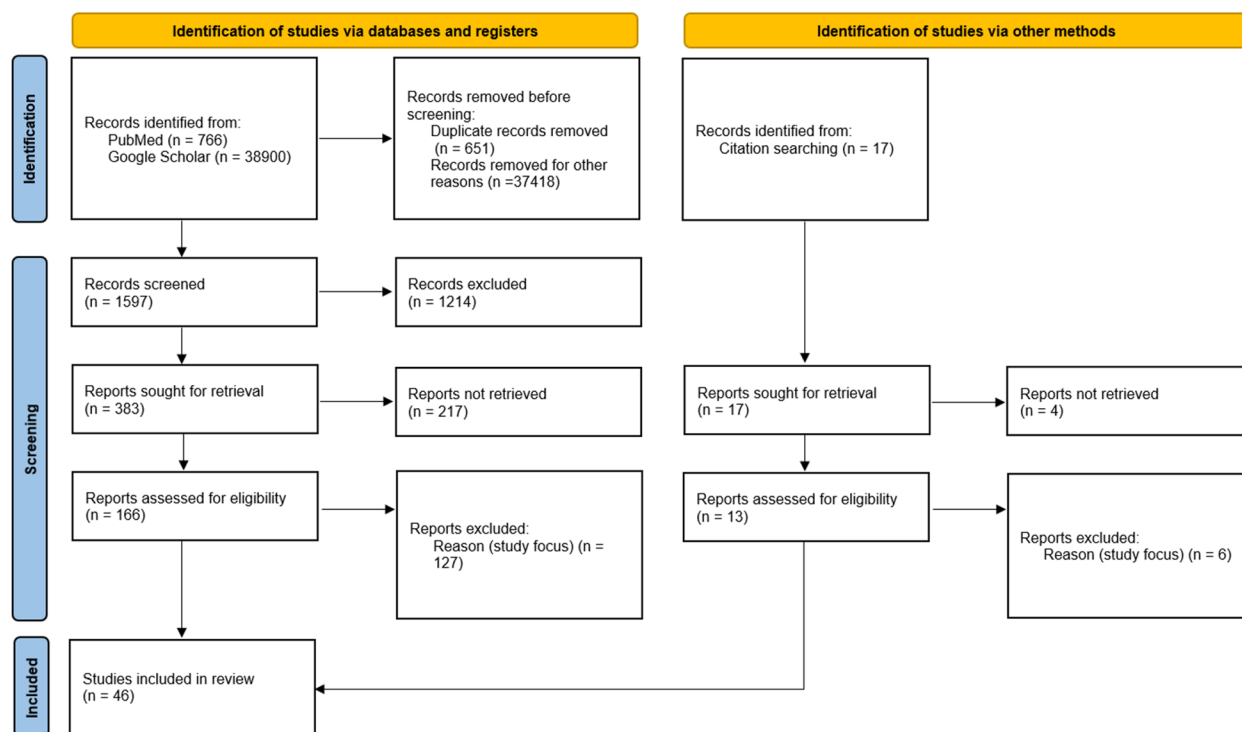 Identification of studies via databases and registers
Identification of studies via other methods
Identification
Records identified from:
PubMed (n = 766)
Google Scholar (n = 38900)
Records removed before
screening:
Duplicate records removed
(n = 651)
Records removed for other
reasons (n =37418)
Records identified from:
Citation searching (n = 17)
Screening
Records screened
(n = 1597)
Records excluded
(n = 1214)
Reports sought for retrieval
(n = 383)
Reports not retrieved
(n = 217)
Reports sought for retrieval
(n = 17)
Reports not retrieved
(n = 4)
Reports assessed for eligibility
(n = 166)
Reports excluded:
Reason (study focus) (n =
127)
Reports assessed for eligibility
(n = 13)
Reports excluded:
Reason (study focus) (n = 6)
Included
Studies included in review
(n = 46)